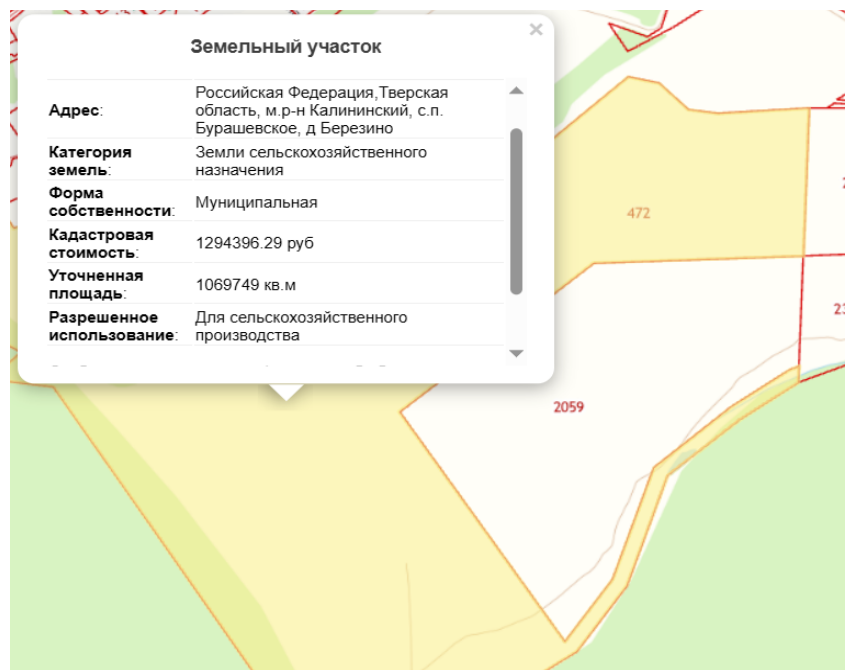 Земельный участок
×
Адрес:
Российская Федерация,Тверская
область, м.р-н Калининский, с.п.
Бурашевское, д Березино
Категория
земель:
Земли сельскохозяйственного
назначения
Форма
собственности:
Муниципальная
Кадастровая
стоимость:
1294396.29 руб
Уточненная
площадь:
1069749 кв.м
Разрешенное
использование:
Для сельскохозяйственного
производства
472
2059